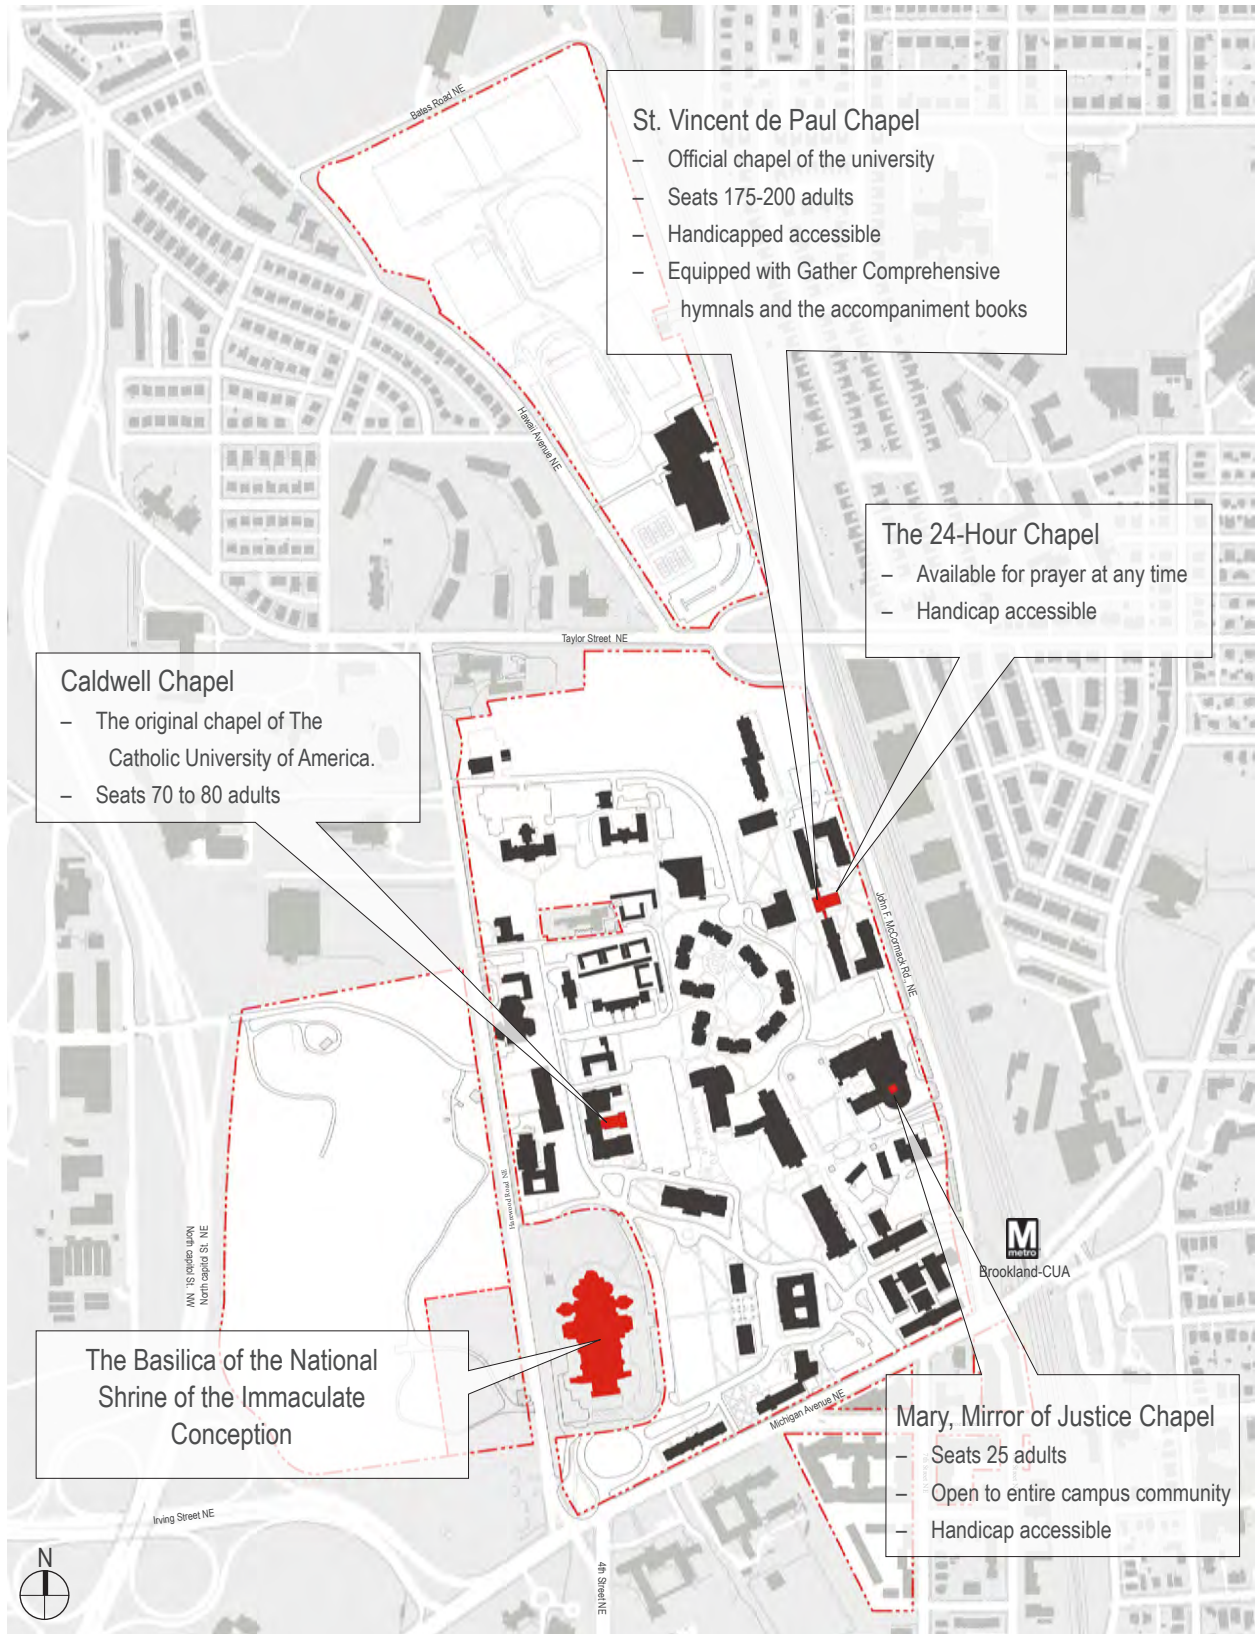 Bates Road NE
St. Vincent de Paul Chapel
– Official chapel of the university
– Seats 175-200 adults
– Handicapped accessible
– Equipped with Gather Comprehensive
hymnals and the accompaniment books
Hawaii Avenue NE
The 24-Hour Chapel
– Available for prayer at any time
– Handicap accessible
Taylor Street NE
Caldwell Chapel
– The original chapel of The
Catholic University of America.
– Seats 70 to 80 adults
John F. McCormack Rd., NE
Harewood Road NE
North capitol St. NW
North capitol St. NE
M
metro
Brookland-CUA
The Basilica of the National
Shrine of the Immaculate
Conception
Michigan Avenue NE
Mary, Mirror of Justice Chapel
– Seats 25 adults
– Open to entire campus community
– Handicap accessible
Irving Street NE
4th Street NE
N